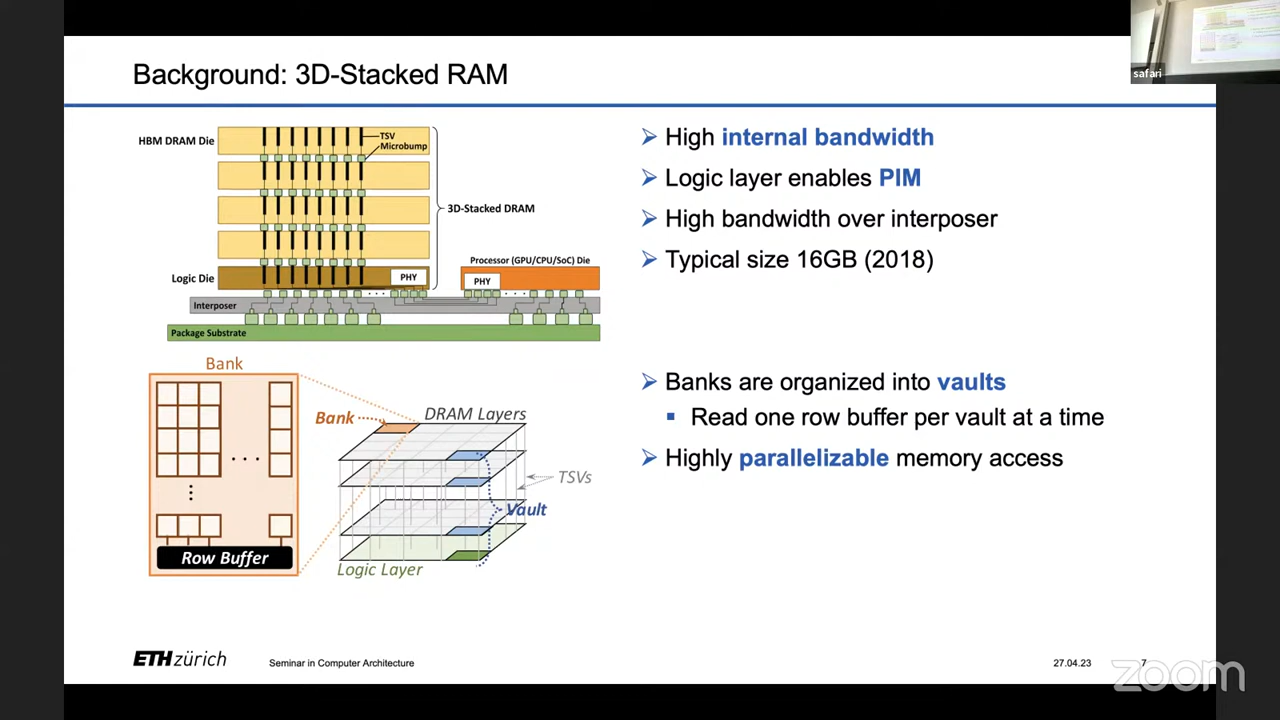 safari
Background: 3D-Stacked RAM
HBM DRAM Die
TSV
Microbump
3D-Stacked DRAM
Logic Die
PHY
Processor (GPU/CPU/SoC) Die
PHY
Interposer
Package Substrate
High internal bandwidth
Logic layer enables PIM
High bandwidth over interposer
Typical size 16GB (2018)
Bank
Row Buffer
Bank
DRAM Layers
TSVs
Vault
Logic Layer
Banks are organized into vaults
Read one row buffer per vault at a time
Highly parallelizable memory access
ETH zürich
Seminar in Computer Architecture
27.04.23
7
zoom